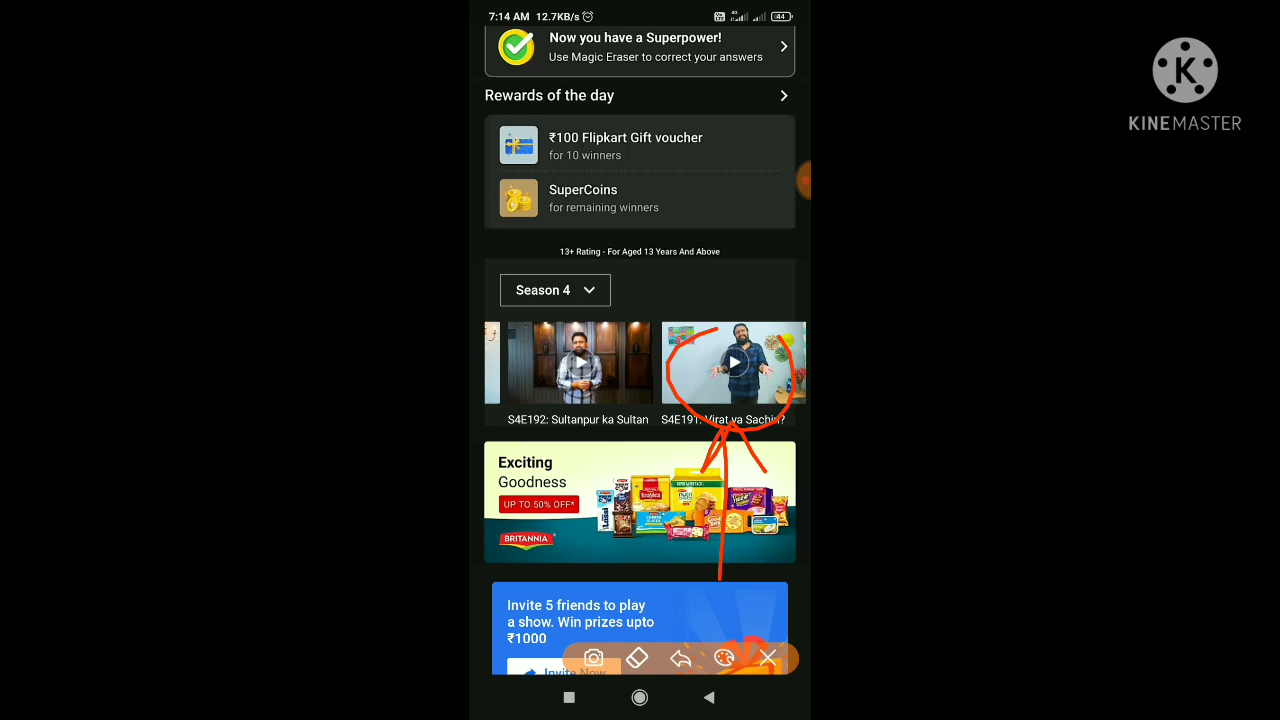 7:14 AM 12.7KB/s
4G
44
Now you have a Superpower!
Use Magic Eraser to correct your answers
Rewards of the day
₹100 Flipkart Gift voucher
for 10 winners
SuperCoins
for remaining winners
13+ Rating - For Aged 13 Years And Above
Season 4
S4E192: Sultanpur ka Sultan
S4E191: Virat ya Sachin?
Exciting
Goodness
UP TO 50% OFF*
BRITANNIA
Invite 5 friends to play
a show. Win prizes upto
₹1000
Invite Now
K
KINEMASTER